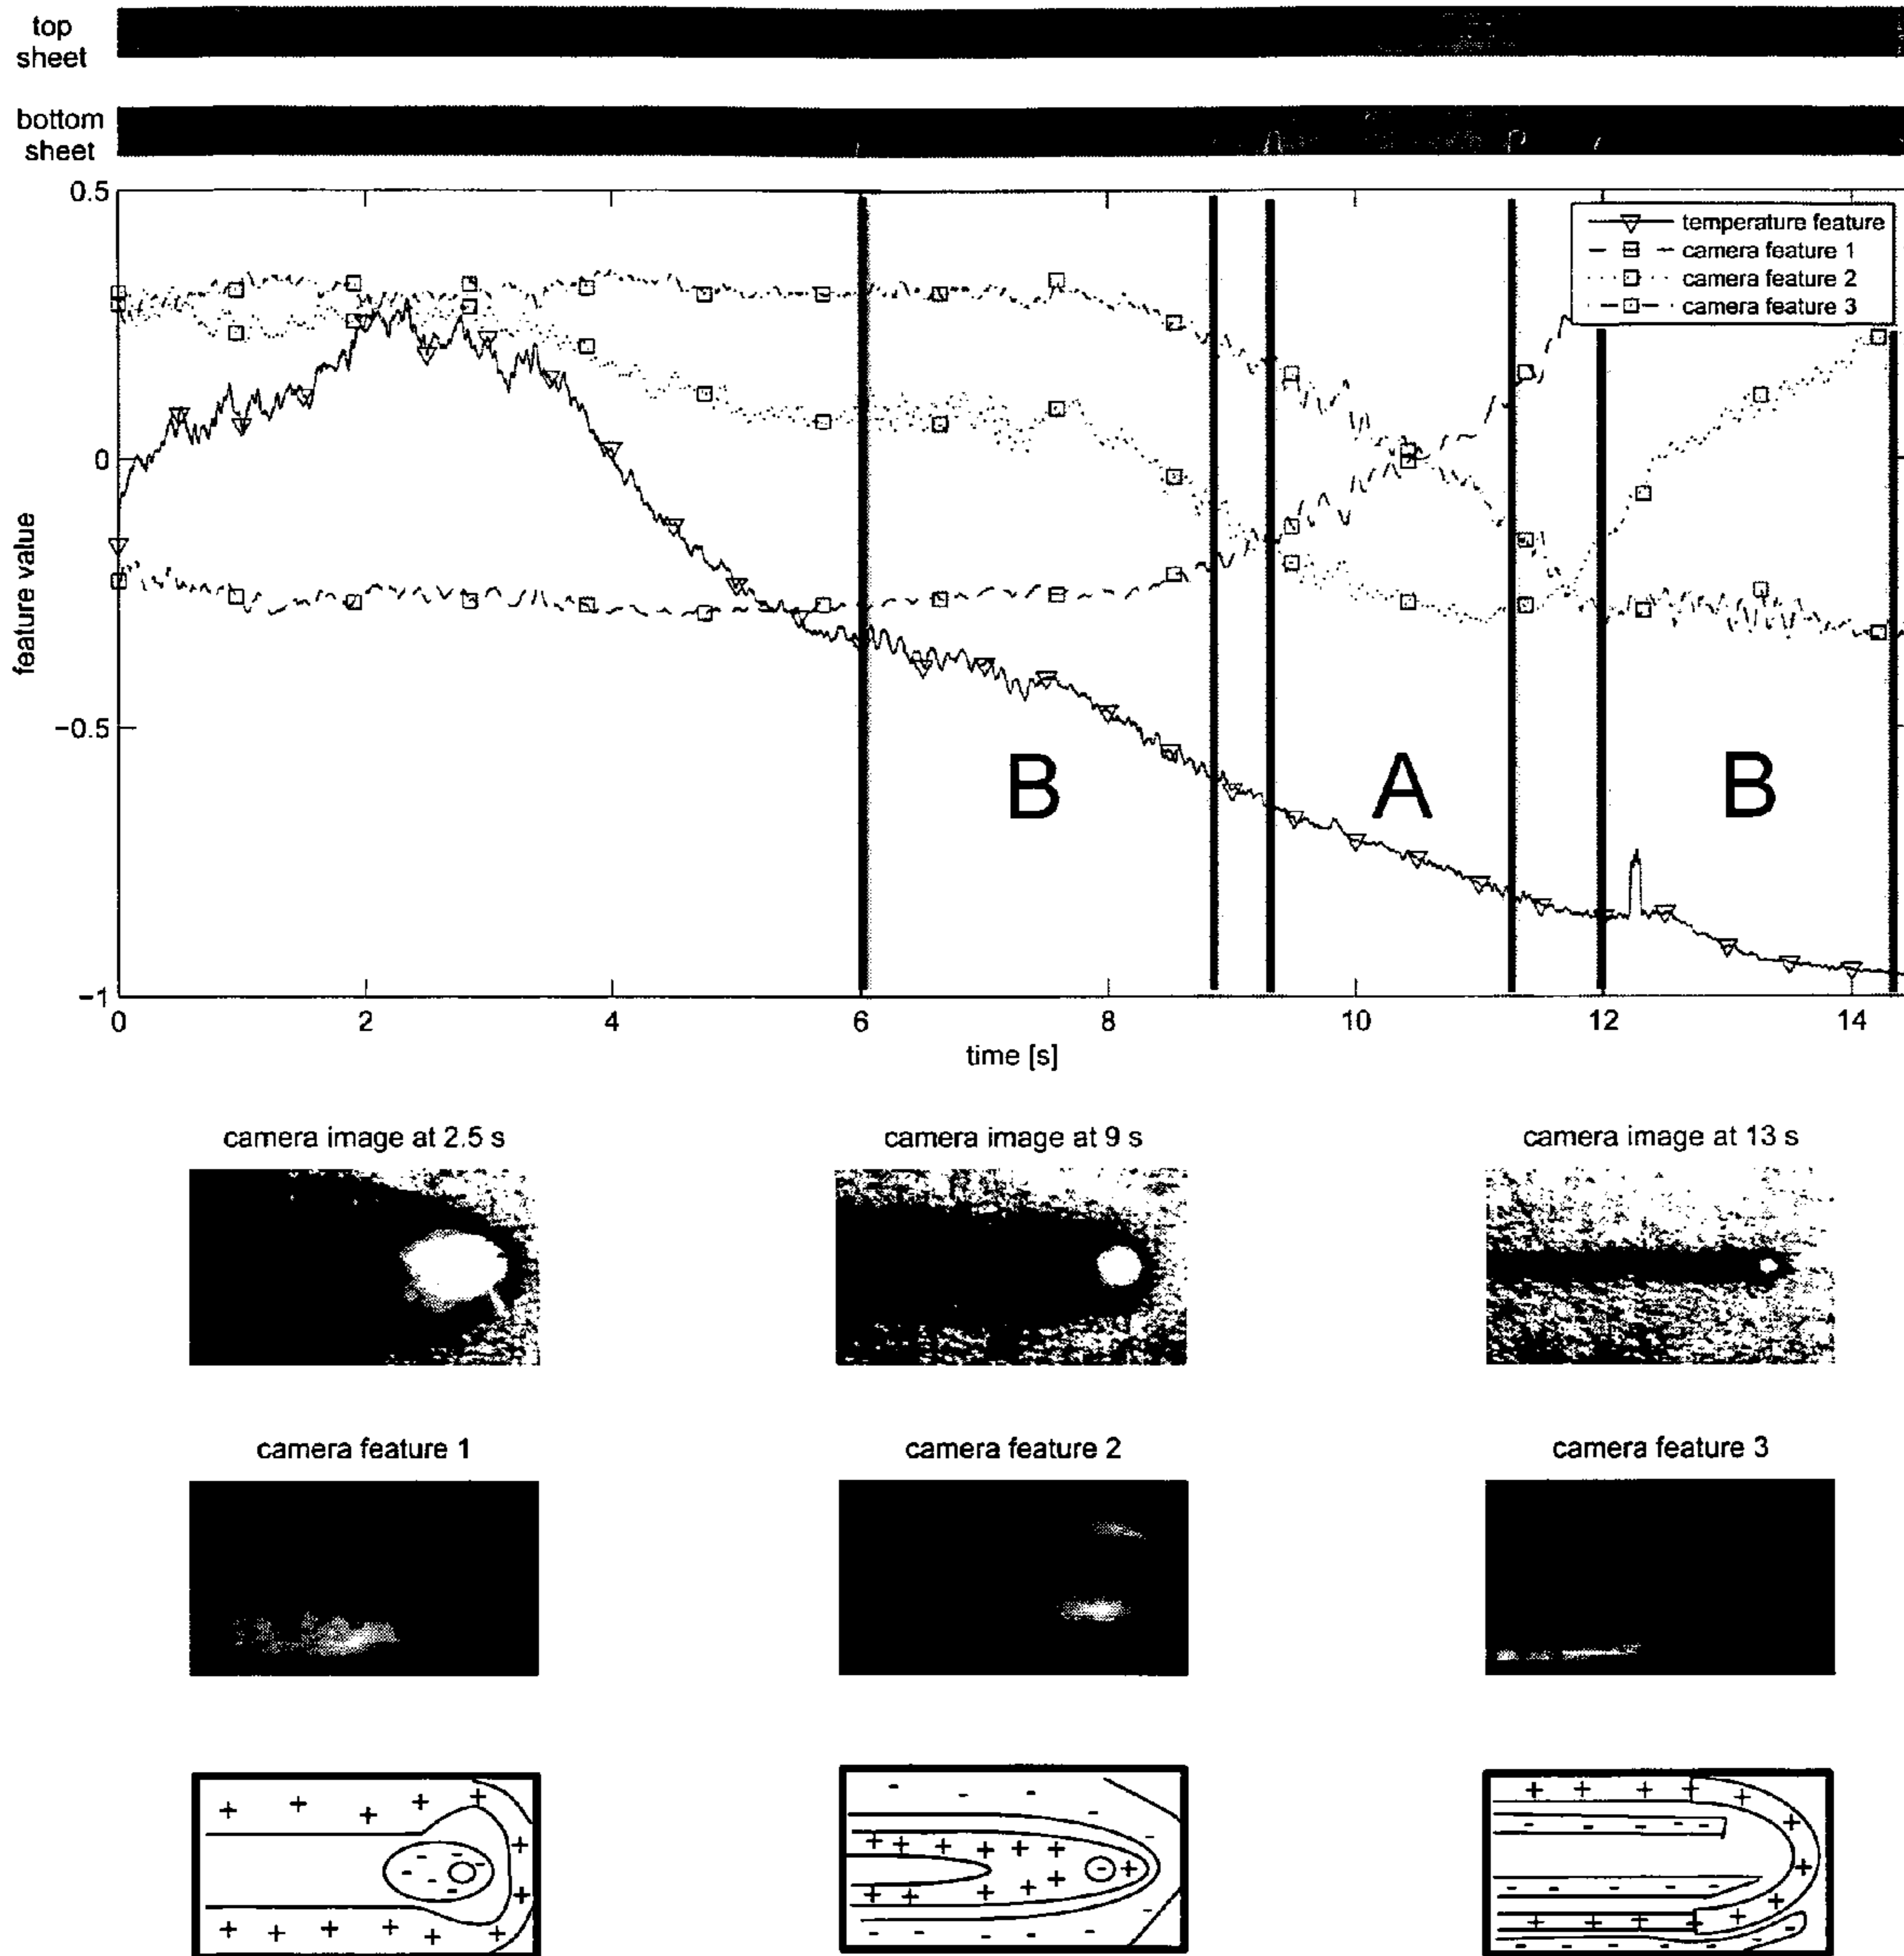 top
sheet
bottom
sheet
0.5
0
−0.5
−1
feature value
temperature feature
camera feature 1
camera feature 2
camera feature 3
B
A
B
0 2 4 6 8 10 12 14
time [s]
camera image at 2.5 s
camera image at 9 s
camera image at 13 s
camera feature 1
camera feature 2
camera feature 3